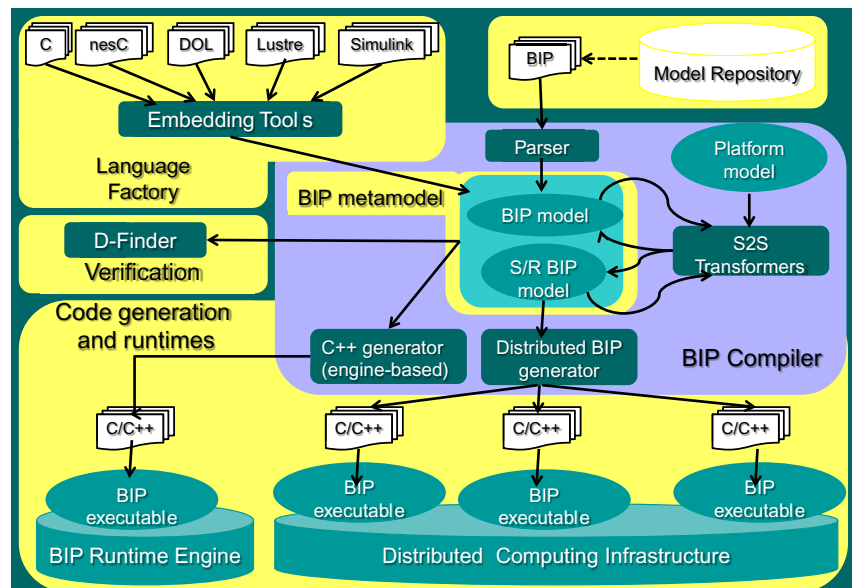 C
nesC
DOL
Lustre
Simulink
BIP
Model Repository
Embedding Tools
Parser
Platform
model
Language
Factory
BIP metamodel
BIP model
D-Finder
Verification
S/R BIP
model
S2S
Transformers
Code generation
and runtimes
C++ generator
(engine-based)
Distributed BIP
generator
BIP Compiler
C/C++
C/C++
C/C++
C/C++
BIP
executable
BIP
executable
BIP
executable
BIP
executable
BIP Runtime Engine
Distributed Computing Infrastructure